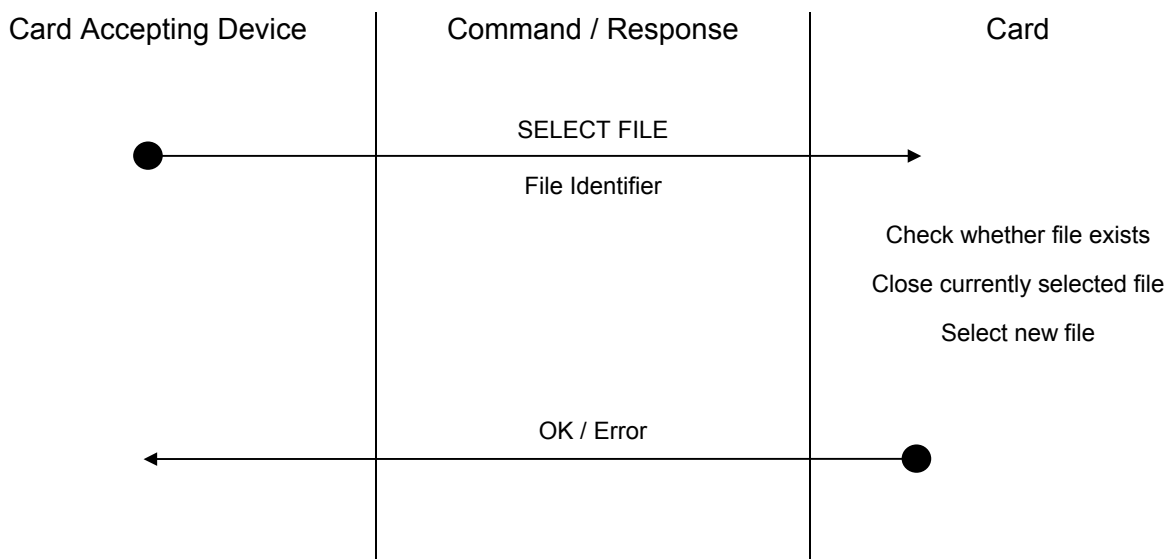 Card Accepting Device
Command / Response
Card
SELECT FILE
File Identifier
Check whether file exists
Close currently selected file
Select new file
OK / Error